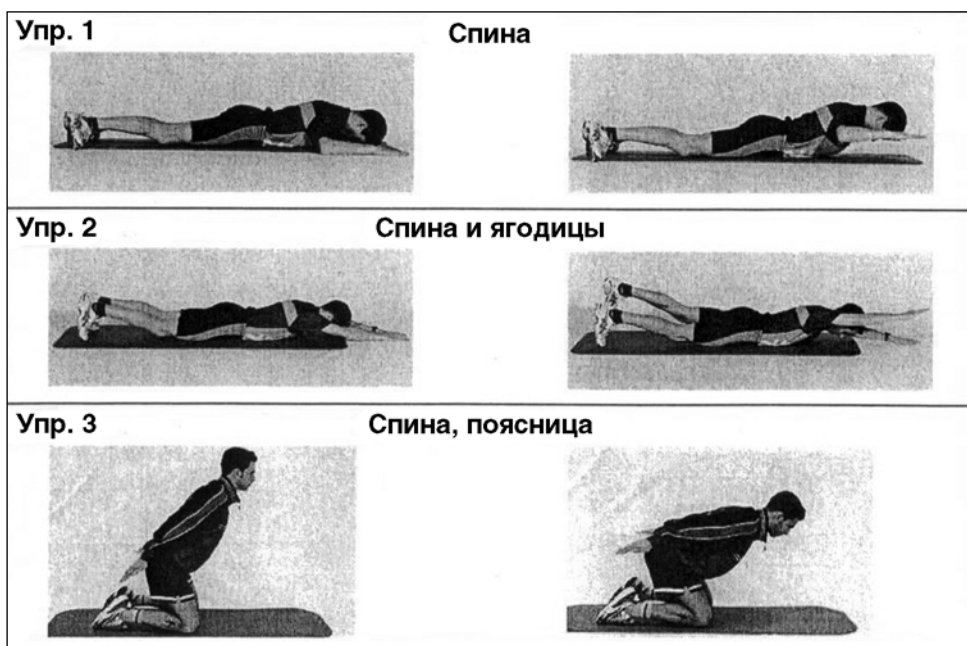 Упр. 1
Спина
Упр. 2
Спина и ягодицы
Упр. 3
Спина, поясница